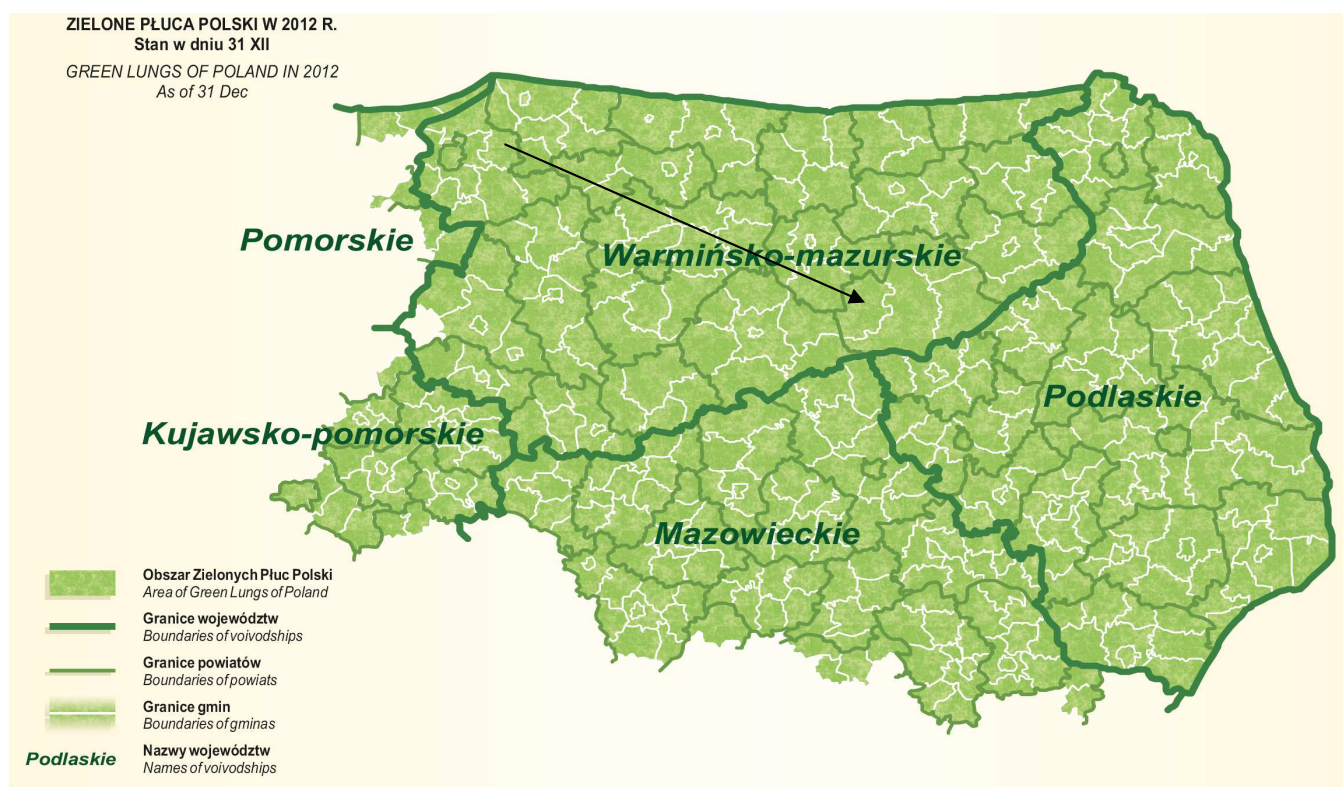 ZIELONE PŁUCA POLSKI W 2012 R.
Stan w dniu 31 XII
GREEN LUNGS OF POLAND IN 2012
As of 31 Dec
Pomorskie
Warmińsko-mazurskie
Podlaskie
Kujawsko-pomorskie
Mazowieckie
Obszar Zielonych Płuc Polski
Area of Green Lungs of Poland
Granice województw
Boundaries of voivodships
Granice powiatów
Boundaries of powiats
Granice gmin
Boundaries of gminas
Podlaskie
Nazwy województw
Names of voivodships